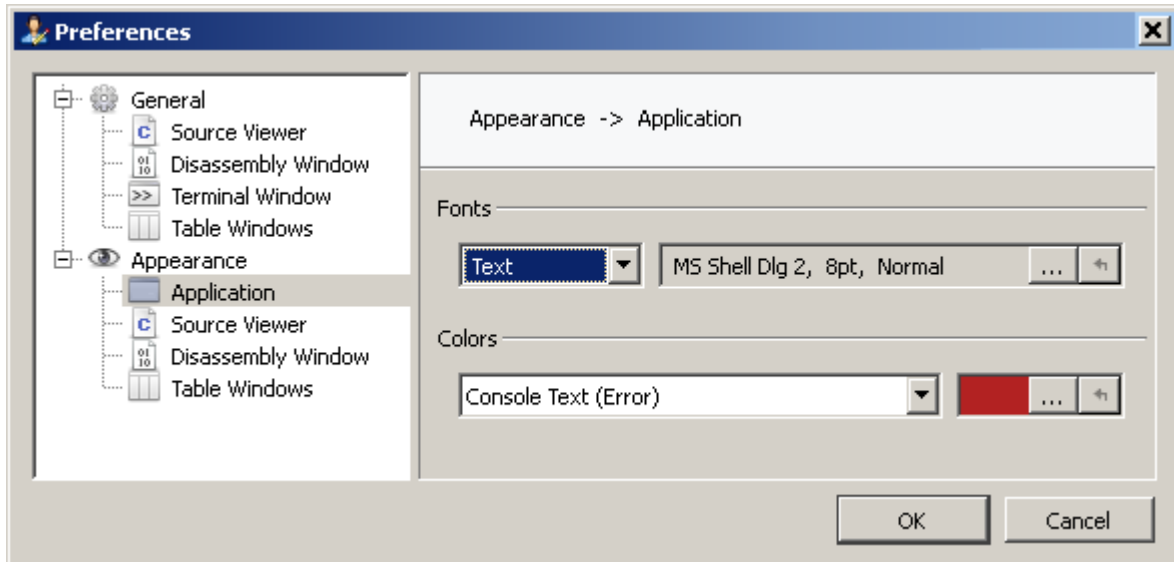 Preferences
General
Source Viewer
Disassembly Window
Terminal Window
Table Windows
Appearance
Application
Source Viewer
Disassembly Window
Table Windows
Appearance -> Application
Fonts
Text
MS Shell Dlg 2, 8pt, Normal
...
Colors
Console Text (Error)
...
OK
Cancel